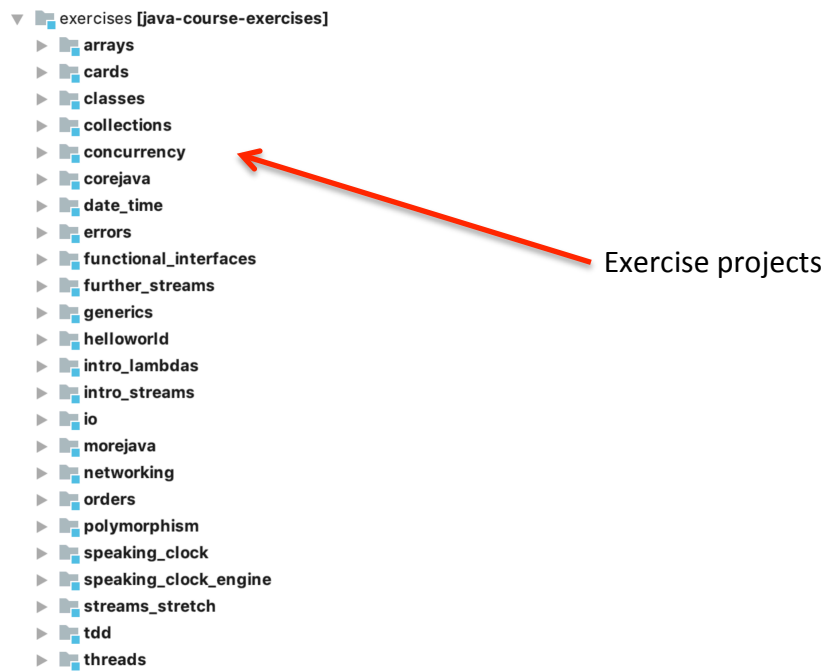 exercises [java-course-exercises]
arrays
cards
classes
collections
concurrency
corejava
date_time
errors
Exercise projects
functional_interfaces
further_streams
generics
helloworld
intro_lambdas
intro_streams
io
morejava
networking
orders
polymorphism
speaking_clock
speaking_clock_engine
streams_stretch
tdd
threads